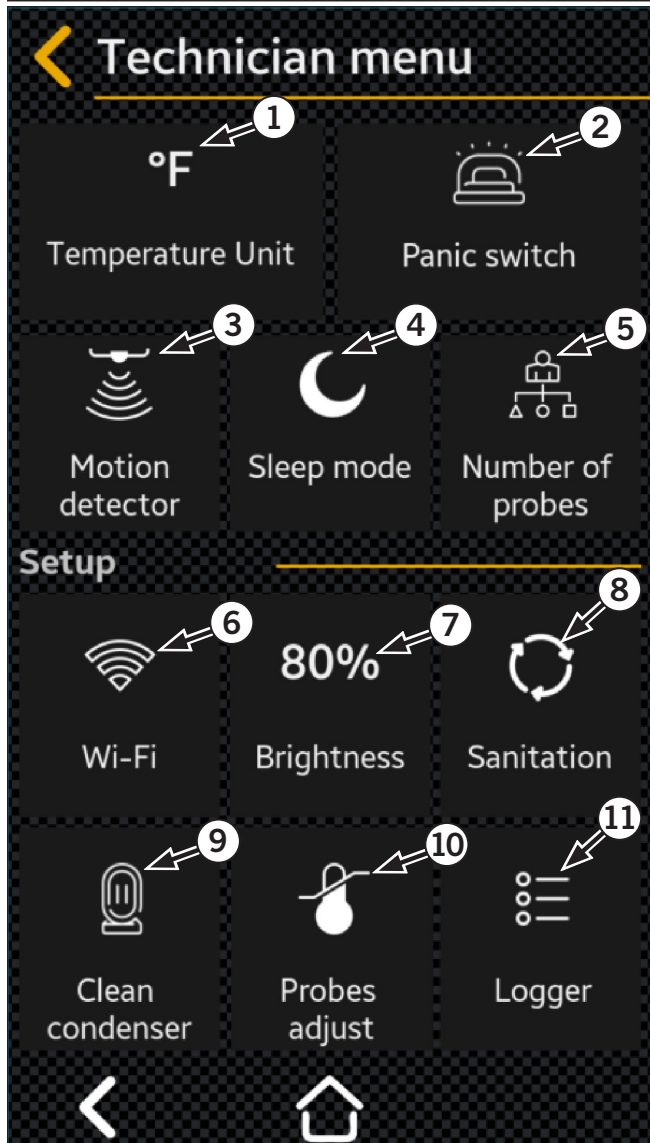 Technician menu
1
2
°F
Temperature Unit
Panic switch
3
4
5
Motion
detector
Sleep mode
Number of
probes
Setup
6
7
8
80%
Wi-Fi
Brightness
Sanitation
9
10
11
Clean
condenser
Probes
adjust
Logger